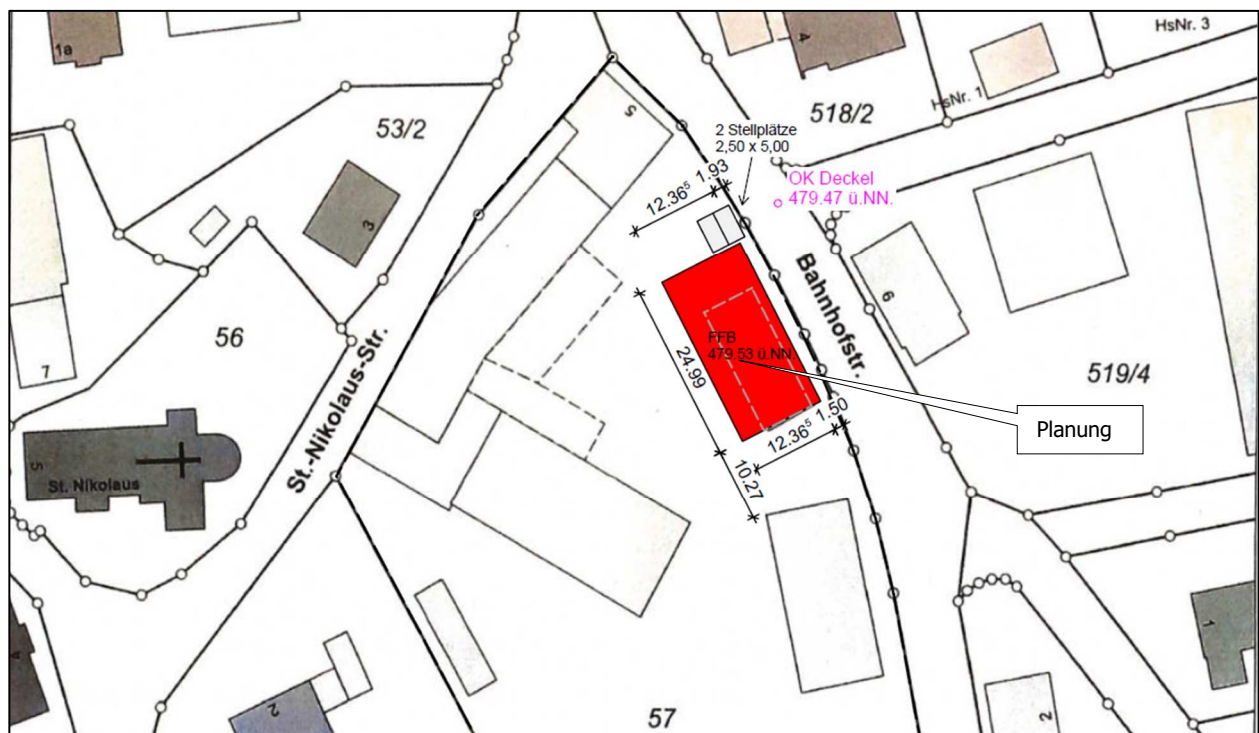 1a
4
HsNr. 3
HsNr. 1
53/2
5
518/2
2 Stellplätze
2,50 x 5,00
OK Deckel
479.47 ü.NN.
12.36⁵
1.93
3
Bahnhofstr.
6
56
7
FFB
479.53 ü.NN.
24.99
519/4
St.-Nikolaus-Str.
Planung
1.50
12.36⁵
10.27
5
St. Nikolaus
1
2
57
2